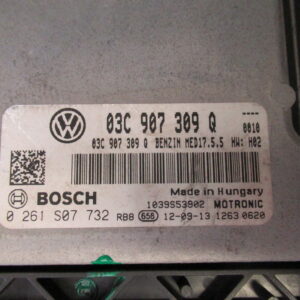 03C 907 309 Q 0010
03C 907 309 Q BENZIN MED17.5.5 HW: H02
BOSCH
Made in Hungary
1039S53902 MOTRONIC
0 261 S07 732 RBB 656 12-09-13 1263 0620